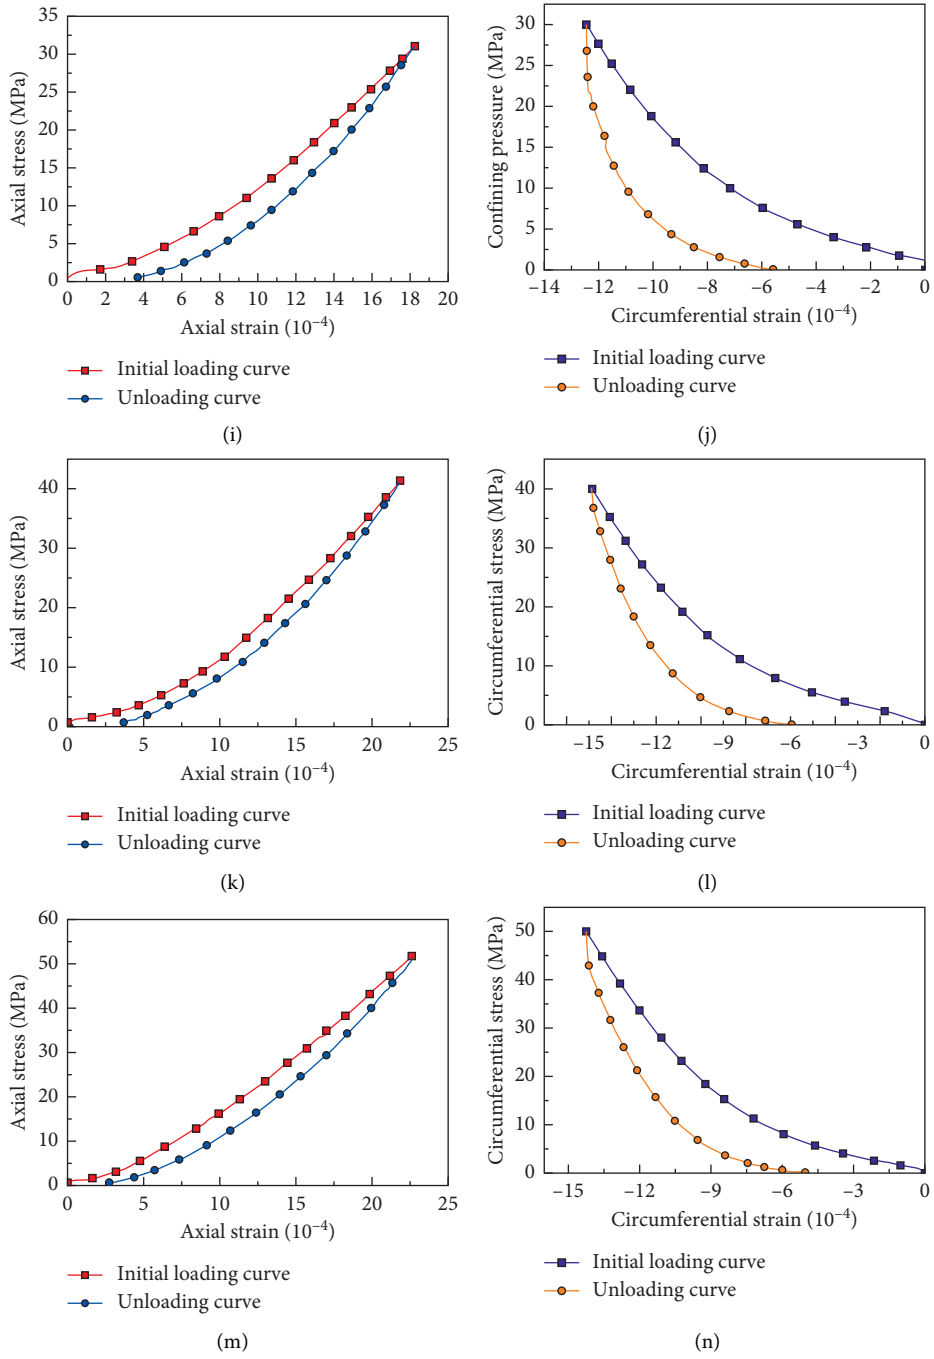 35
30
25
20
15
10
5
0
Axial stress (MPa)
0 2 4 6 8 10 12 14 16 18 20
Axial strain (10⁻⁴)
Initial loading curve
Unloading curve
(i)
30
25
20
15
10
5
0
Confining pressure (MPa)
−14 −12 −10 −8 −6 −4 −2 0
Circumferential strain (10⁻⁴)
Initial loading curve
Unloading curve
(j)
40
30
20
10
0
Axial stress (MPa)
0 5 10 15 20 25
Axial strain (10⁻⁴)
Initial loading curve
Unloading curve
(k)
40
30
20
10
0
Circumferential stress (MPa)
−15 −12 −9 −6 −3 0
Circumferential strain (10⁻⁴)
Initial loading curve
Unloading curve
(l)
60
50
40
30
20
10
0
Axial stress (MPa)
0 5 10 15 20 25
Axial strain (10⁻⁴)
Initial loading curve
Unloading curve
(m)
50
40
30
20
10
0
Circumferential stress (MPa)
−15 −12 −9 −6 −3 0
Circumferential strain (10⁻⁴)
Initial loading curve
Unloading curve
(n)